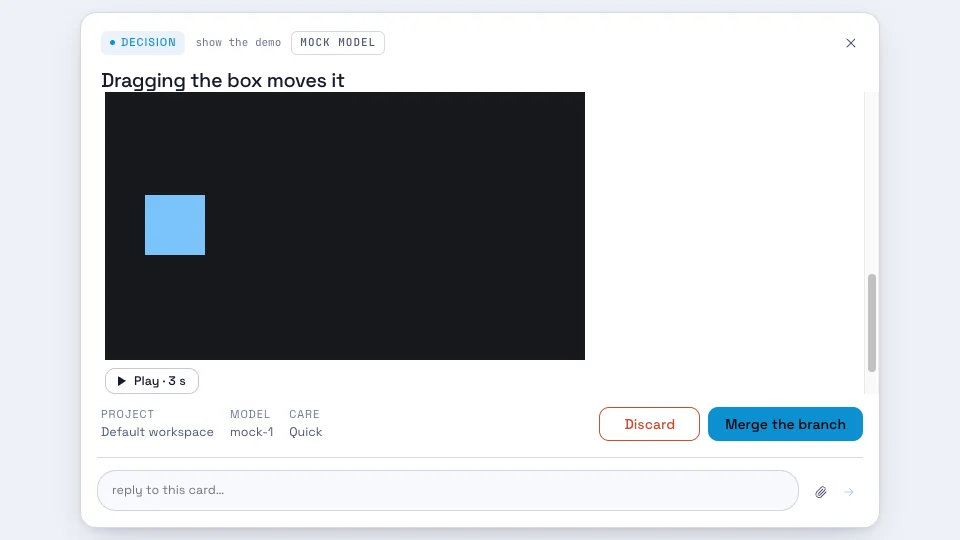 DECISION show the demo MOCK MODEL
Dragging the box moves it
Play · 3 s
PROJECT MODEL CARE
Default workspace mock-1 Quick
Discard Merge the branch
reply to this card...